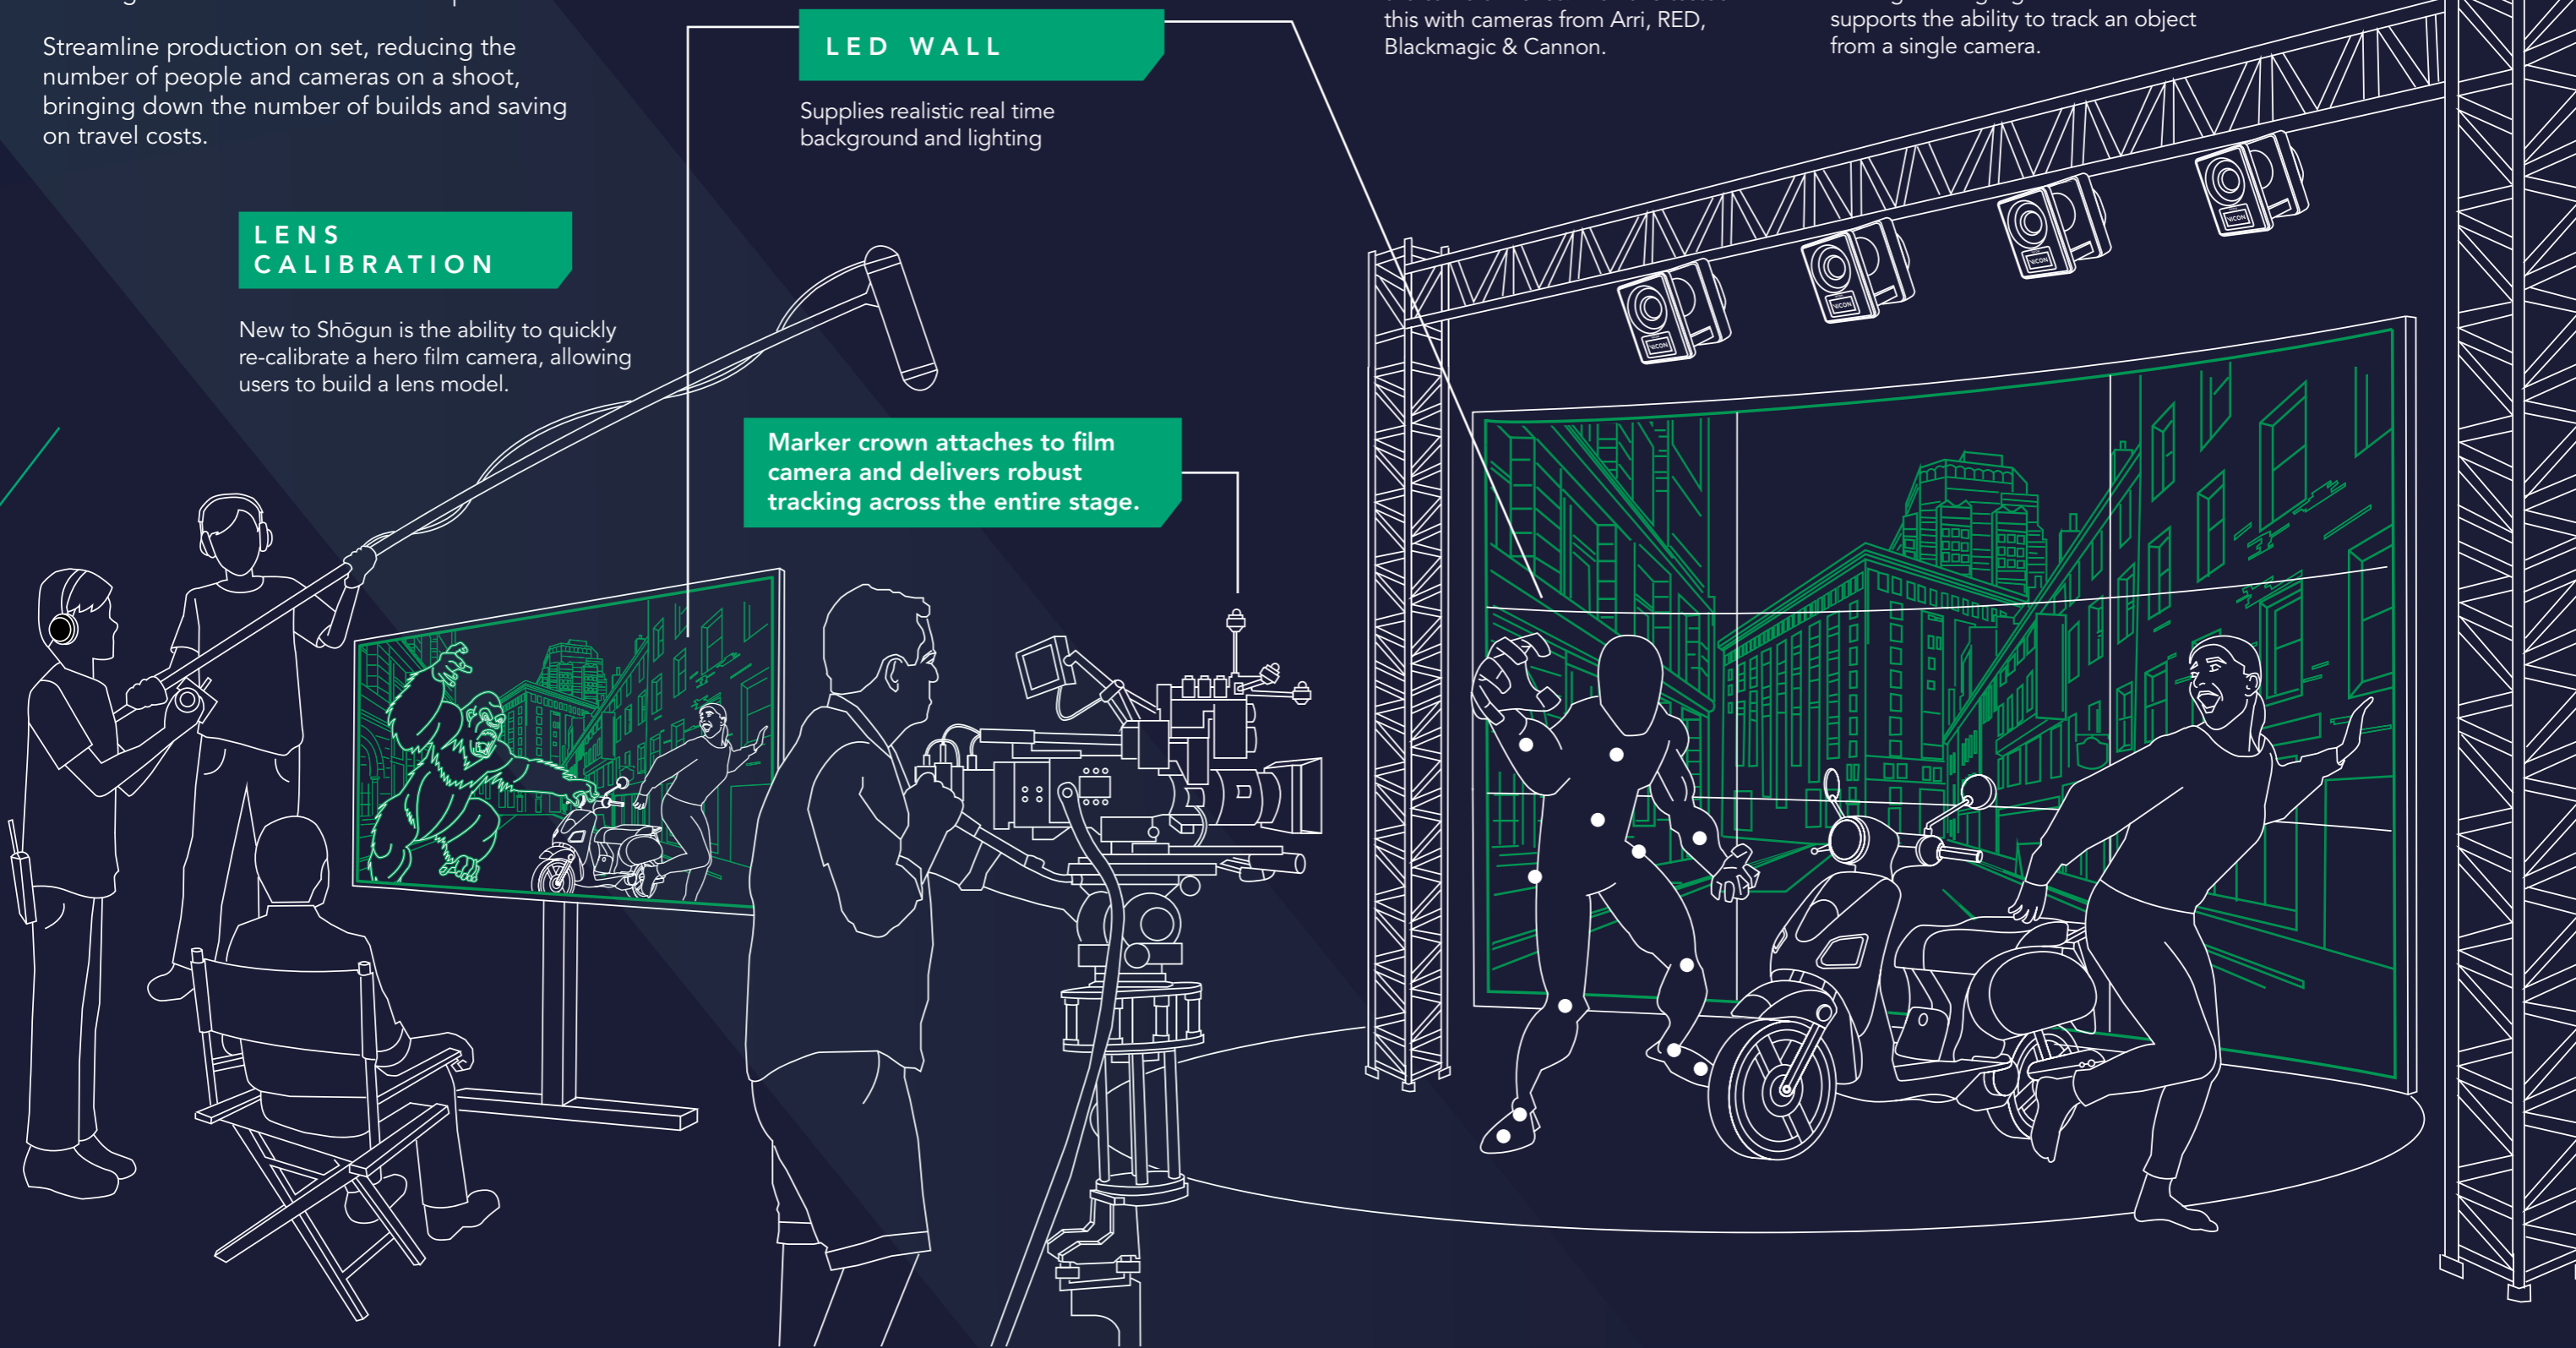 Streamline production on set, reducing the
number of people and cameras on a shoot,
bringing down the number of builds and saving
on travel costs.
LED WALL
Supplies realistic real time
background and lighting
this with cameras from Arri, RED,
Blackmagic & Cannon.
supports the ability to track an object
from a single camera.
LENS
CALIBRATION
New to Shōgun is the ability to quickly
re-calibrate a hero film camera, allowing
users to build a lens model.
Marker crown attaches to film
camera and delivers robust
tracking across the entire stage.
VICON
VICON
VICON
VICON